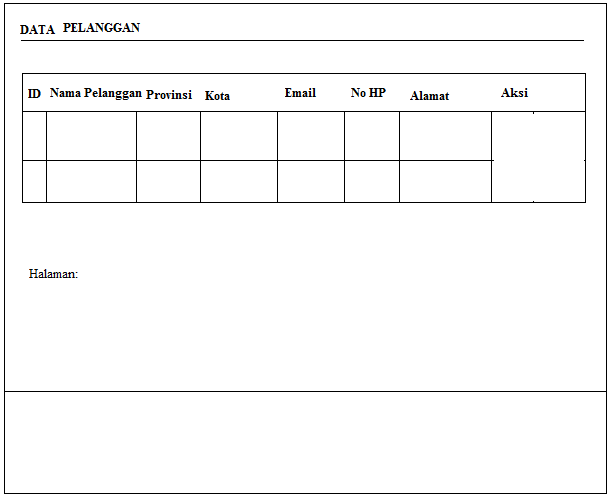 DATA PELANGGAN
ID Nama Pelanggan Provinsi Kota Email No HP Alamat Aksi
Halaman: